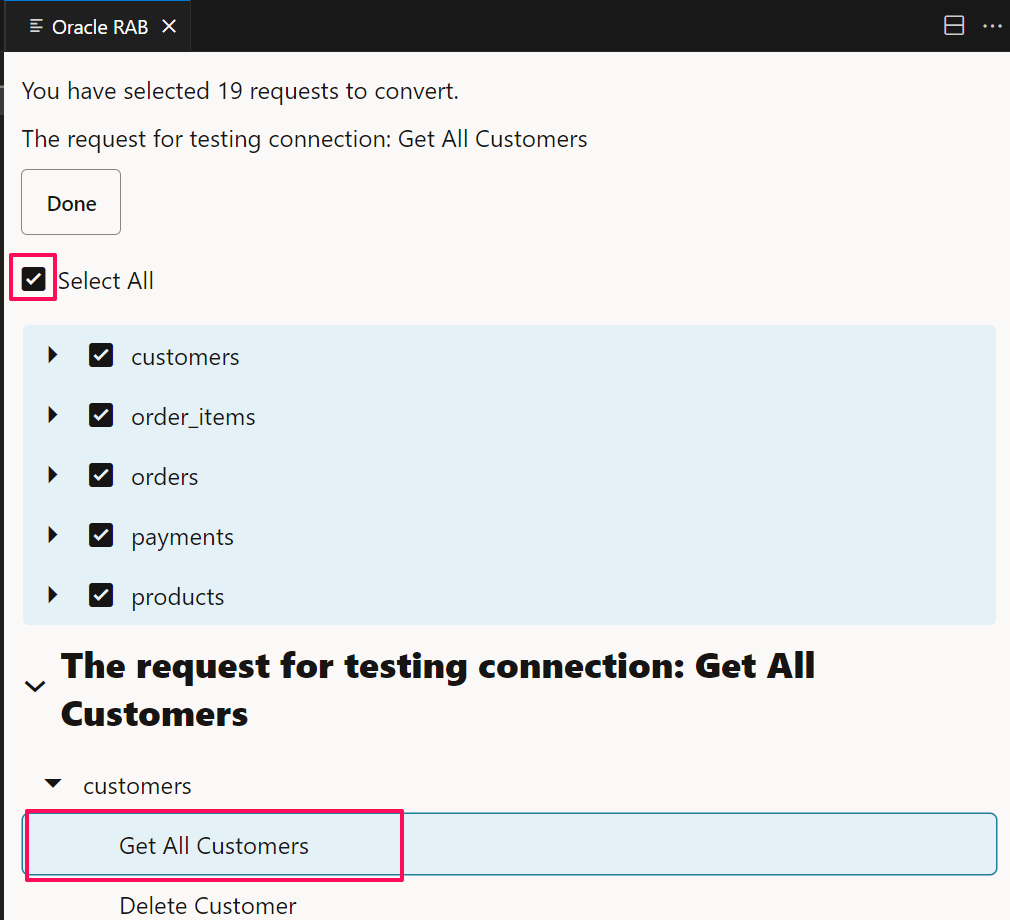 Oracle RAB
You have selected 19 requests to convert.
The request for testing connection: Get All Customers
Done
Select All
customers
order_items
orders
payments
products
The request for testing connection: Get All
Customers
customers
Get All Customers
Delete Customer